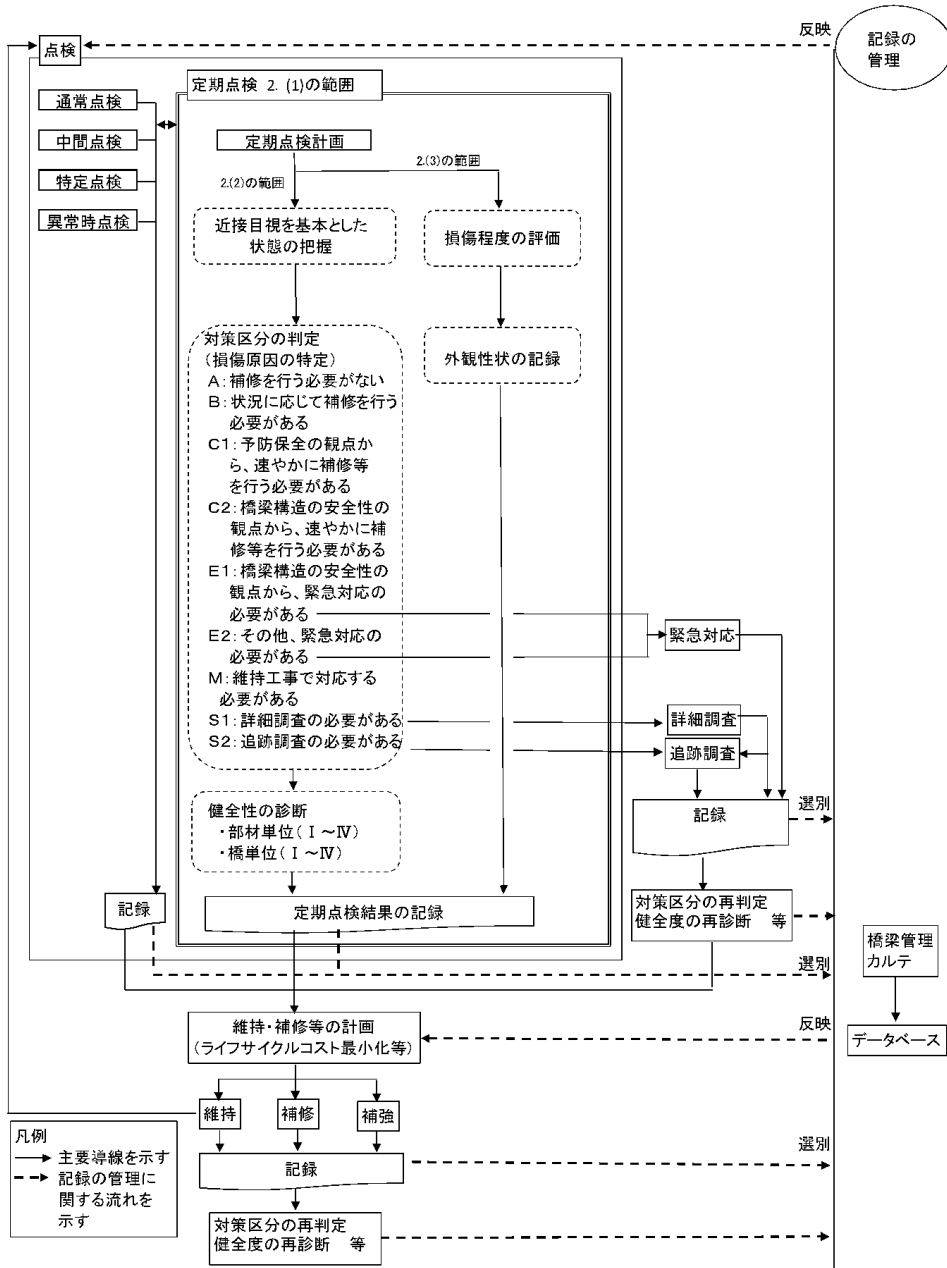 点検
反映
記録の
管理
定期点検 2. (1)の範囲
通常点検
中間点検
特定点検
異常時点検
定期点検計画
2.(3)の範囲
2.(2)の範囲
近接目視を基本とした
状態の把握
損傷程度の評価
対策区分の判定
(損傷原因の特定)
A:補修を行う必要がない
B:状況に応じて補修を行う
必要がある
C1:予防保全の観点か
ら、速やかに補修等
を行う必要がある
C2:橋梁構造の安全性の
観点から、速やかに補
修等を行う必要がある
E1:橋梁構造の安全性の
観点から、緊急対応の
必要がある
E2:その他、緊急対応の
必要がある
M:維持工事で対応する
必要がある
S1:詳細調査の必要がある
S2:追跡調査の必要がある
外観性状の記録
緊急対応
詳細調査
追跡調査
健全性の診断
・部材単位(Ⅰ~Ⅳ)
・橋単位(Ⅰ~Ⅳ)
記録
選別
記録
定期点検結果の記録
対策区分の再判定
健全度の再診断 等
選別
橋梁管理
カルテ
データベース
維持・補修等の計画
(ライフサイクルコスト最小化等)
反映
維持
補修
補強
凡例
主要導線を示す
記録の管理に
関する流れを
示す
記録
選別
対策区分の再判定
健全度の再診断 等